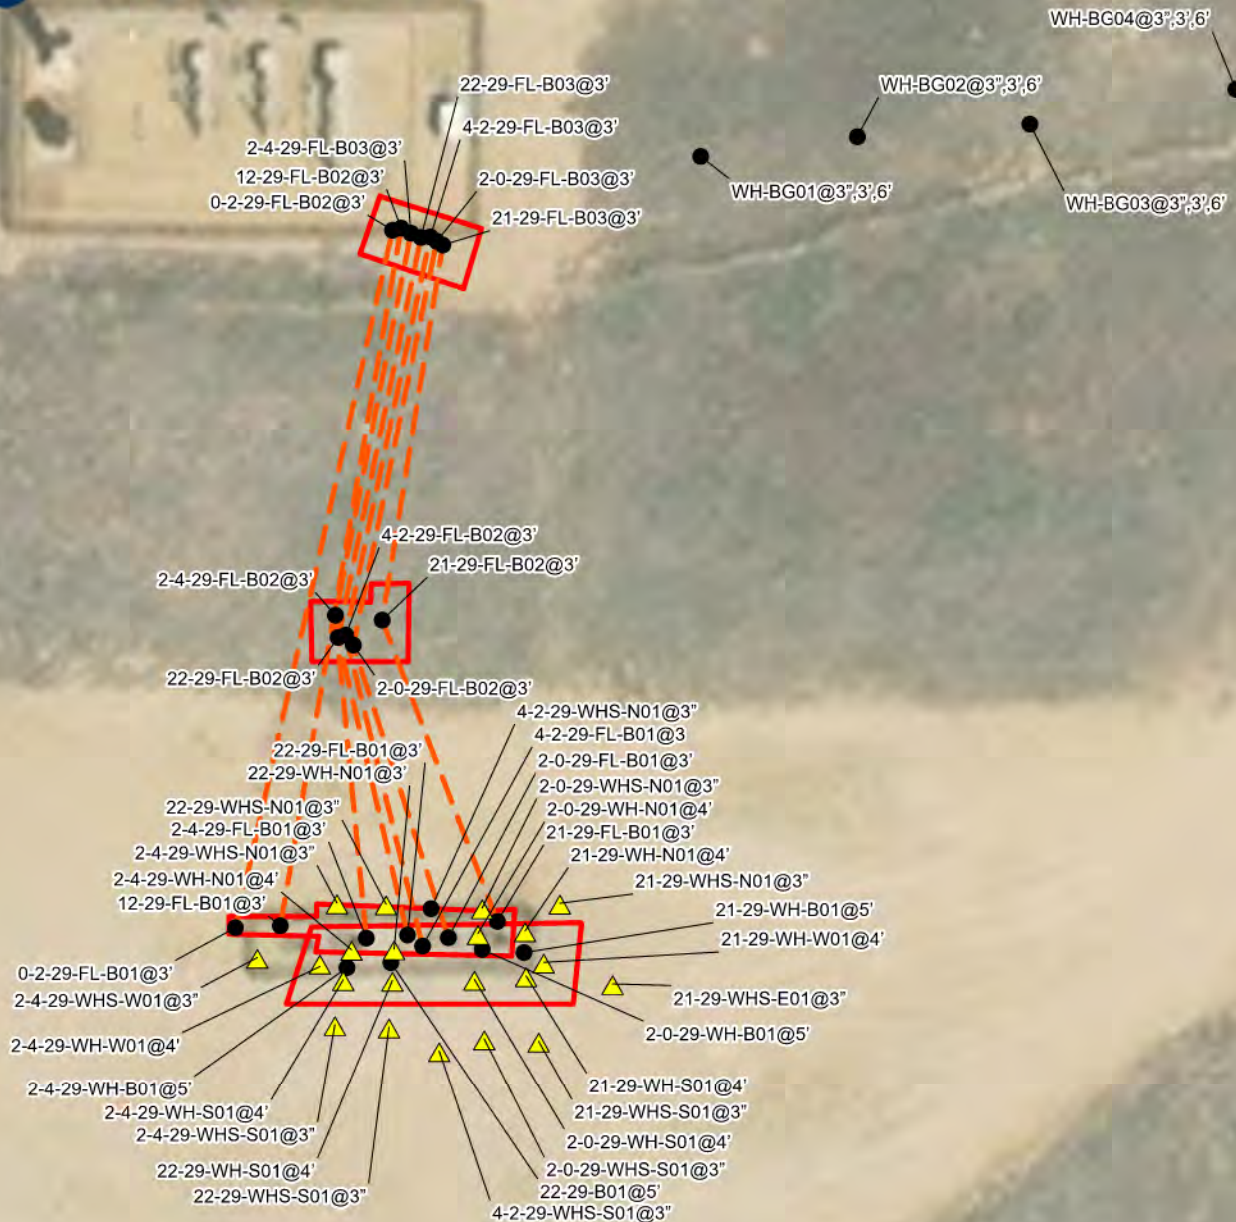 WH-BG04@3",3',6'
22-29-FL-B03@3'
WH-BG02@3",3',6'
4-2-29-FL-B03@3'
2-4-29-FL-B03@3'
12-29-FL-B02@3'
2-0-29-FL-B03@3'
WH-BG01@3",3',6'
0-2-29-FL-B02@3'
WH-BG03@3",3',6'
21-29-FL-B03@3'
4-2-29-FL-B02@3'
21-29-FL-B02@3'
2-4-29-FL-B02@3'
22-29-FL-B02@3'
2-0-29-FL-B02@3'
4-2-29-WHS-N01@3"
4-2-29-FL-B01@3
22-29-FL-B01@3'
2-0-29-FL-B01@3'
22-29-WH-N01@3'
2-0-29-WHS-N01@3"
22-29-WHS-N01@3"
2-0-29-WH-N01@4'
2-4-29-FL-B01@3'
21-29-FL-B01@3'
2-4-29-WHS-N01@3"
21-29-WH-N01@4'
2-4-29-WH-N01@4'
21-29-WHS-N01@3"
12-29-FL-B01@3'
21-29-WH-B01@5'
21-29-WH-W01@4'
0-2-29-FL-B01@3'
2-4-29-WHS-W01@3"
21-29-WHS-E01@3"
2-0-29-WH-B01@5'
2-4-29-WH-W01@4'
2-4-29-WH-B01@5'
21-29-WH-S01@4'
2-4-29-WH-S01@4'
21-29-WHS-S01@3"
2-4-29-WHS-S01@3"
2-0-29-WH-S01@4'
22-29-WH-S01@4'
2-0-29-WHS-S01@3"
22-29-WHS-S01@3"
22-29-B01@5'
4-2-29-WHS-S01@3"